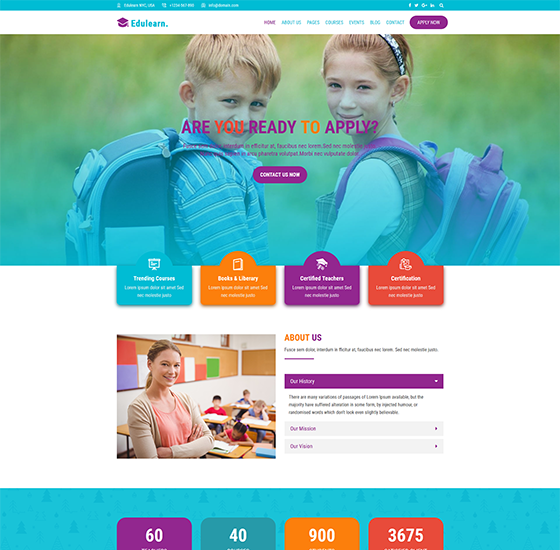 Edulearn NYC, USA +1234-567-890 info@domain.com
Edulearn.
HOME ABOUT US PAGES COURSES EVENTS BLOG CONTACT APPLY NOW
ARE YOU READY TO APPLY?
interdum in efficitur at, faucibus nec lorem.Sed nec molestie justo
in arcu pharetra volutpat.Morbi nec vulputate dolor.
CONTACT US NOW
Trending Courses
Lorem ipsum dolor sit amet Sed
nec molestie justo
Books & Liberary
Lorem ipsum dolor sit amet Sed
nec molestie justo
Certified Teachers
Lorem ipsum dolor sit amet Sed
nec molestie justo
Certification
Lorem ipsum dolor sit amet Sed
nec molestie justo
ABOUT US
Fusce sem dolor, interdum in fficitur at, faucibus nec lorem. Sed nec molestie justo.
Our History
There are many variations of passages of Lorem Ipsum available, but the
majority have suffered alteration in some form, by injected humour, or
randomised words which don't look even slightly believable.
Our Mission
Our Vision
60
40
900
3675